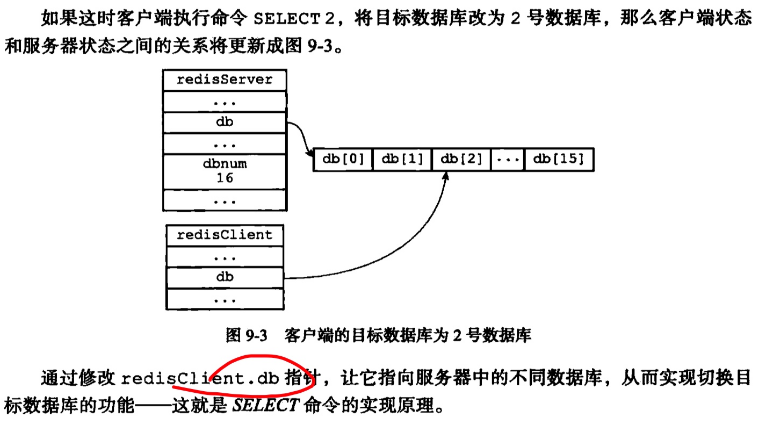 如果这时客户端执行命令 SELECT 2，将目标数据库改为 2 号数据库，那么客户端状态
和服务器状态之间的关系将更新成图 9-3。
redisServer
...
db
...
dbnum
16
...
db[0] db[1] db[2] ... db[15]
redisClient
...
db
...
图 9-3 客户端的目标数据库为 2 号数据库
通过修改 redisClient.db 指针，让它指向服务器中的不同数据库，从而实现切换目
标数据库的功能——这就是 SELECT 命令的实现原理。